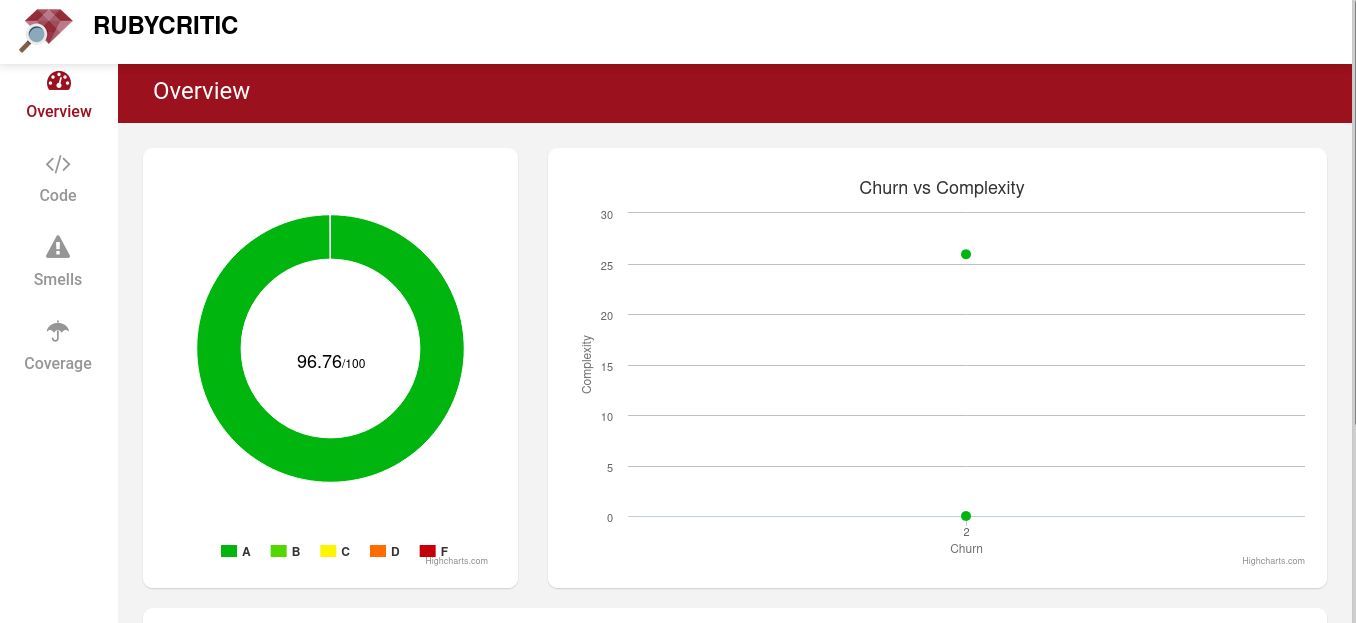 RUBYCRITIC
Overview
Code
Smells
Coverage
Overview
96.76/100
A B C D F
Highcharts.com
Churn vs Complexity
30
25
20
15
10
5
0
Complexity
2
Churn
Highcharts.com